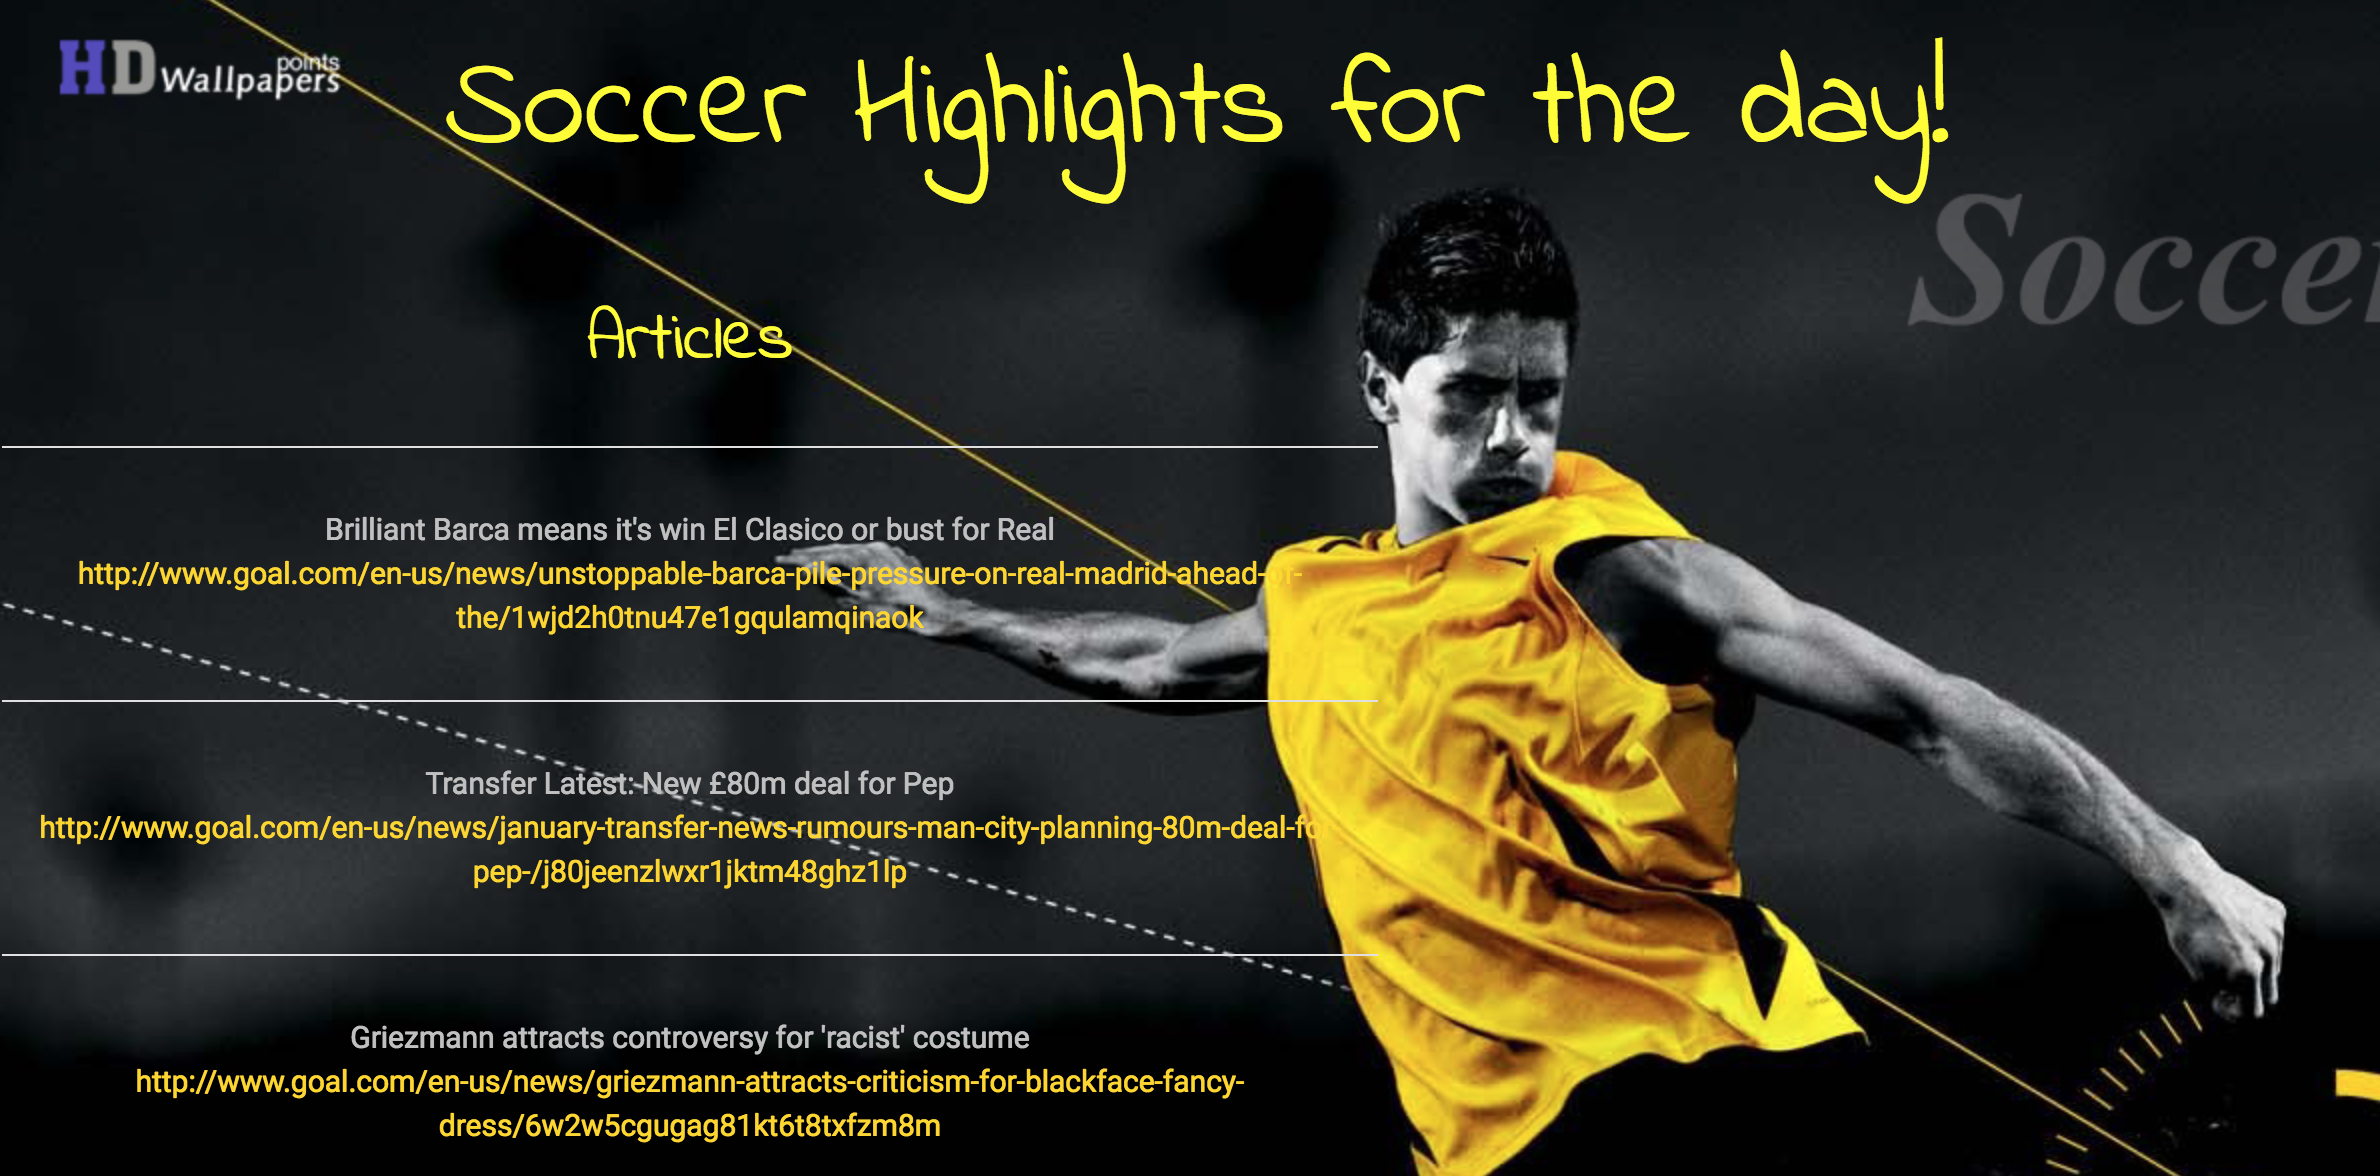 HD Wallpapers points
Soccer Highlights for the day!
Soccer
Articles
Brilliant Barca means it's win El Clasico or bust for Real
http://www.goal.com/en-us/news/unstoppable-barca-pile-pressure-on-real-madrid-ahead-of-
the/1wjd2h0tnu47e1gqulamqinaok
Transfer Latest: New £80m deal for Pep
http://www.goal.com/en-us/news/january-transfer-news-rumours-man-city-planning-80m-deal-for-
pep-/j80jeenzlwxr1jktm48ghz1lp
Griezmann attracts controversy for 'racist' costume
http://www.goal.com/en-us/news/griezmann-attracts-criticism-for-blackface-fancy-
dress/6w2w5cgugag81kt6t8txfzm8m